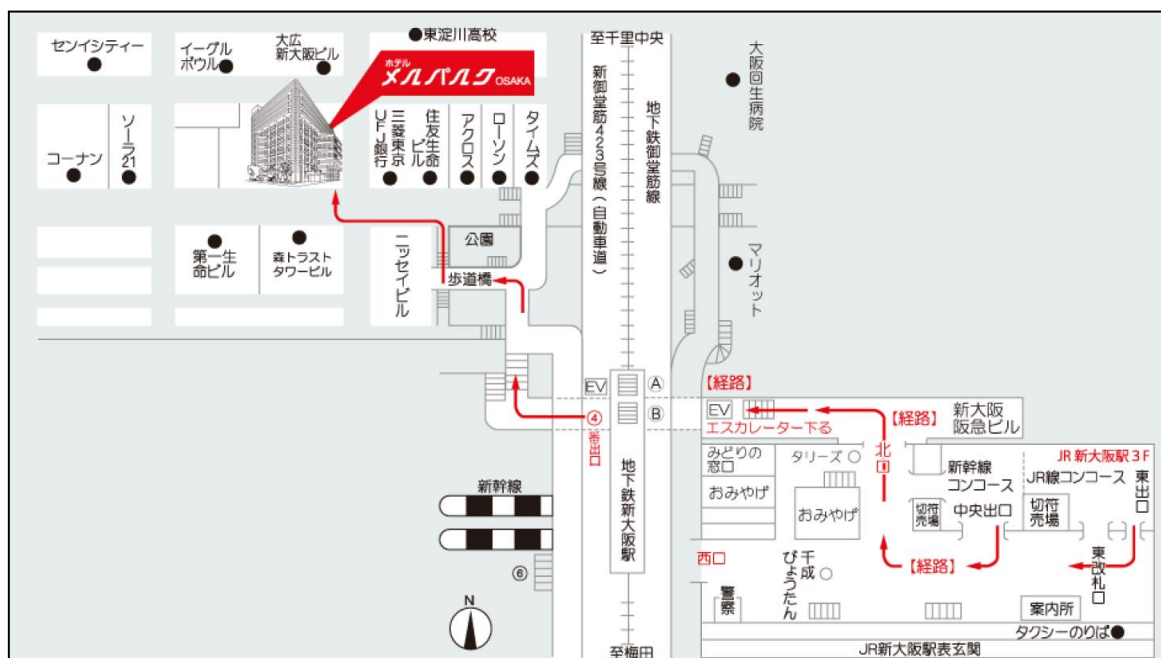 センイシティー
イーグル
ボウル
大広
新大阪ビル
東淀川高校
ホテル
メルパルク OSAKA
至千里中央
大阪回生病院
コーナン
ソーラ21
三菱東京
UFJ銀行
住友生命
ビル
アクロス
ローソン
タイムズ
新御堂筋423号線(自動車道)
地下鉄御堂筋線
第一生
命ビル
森トラスト
タワービル
ニッセイビル
公園
歩道橋
マリオット
EV
A
B
④
番出口
【経路】
EV
エスカレーター下る
【経路】
新大阪
阪急ビル
北口
みどりの
窓口
タリーズ
新幹線
コンコース
JR新大阪駅3F
JR線コンコース
東出口
おみやげ
おみやげ
切符
売場
中央出口
切符
売場
新幹線
地下鉄新大阪駅
西口
千成
びょうたん
【経路】
東改札口
⑥
警察
案内所
N
タクシーのりば
至梅田
JR新大阪駅表玄関